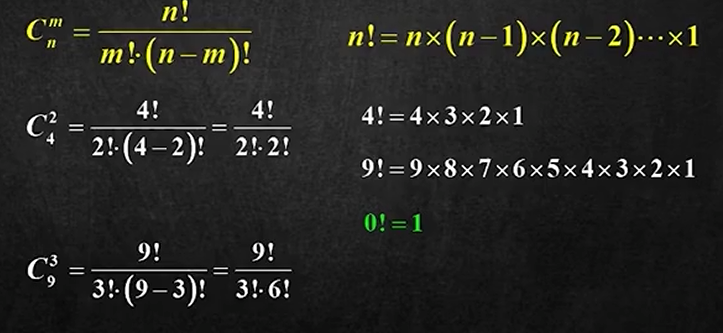 C_n^m = n! / (m!·(n−m)!)
n! = n×(n−1)×(n−2)⋯×1
C_4^2 = 4! / (2!·(4−2)!) = 4! / (2!·2!)
4! = 4×3×2×1
9! = 9×8×7×6×5×4×3×2×1
0! = 1
C_9^3 = 9! / (3!·(9−3)!) = 9! / (3!·6!)